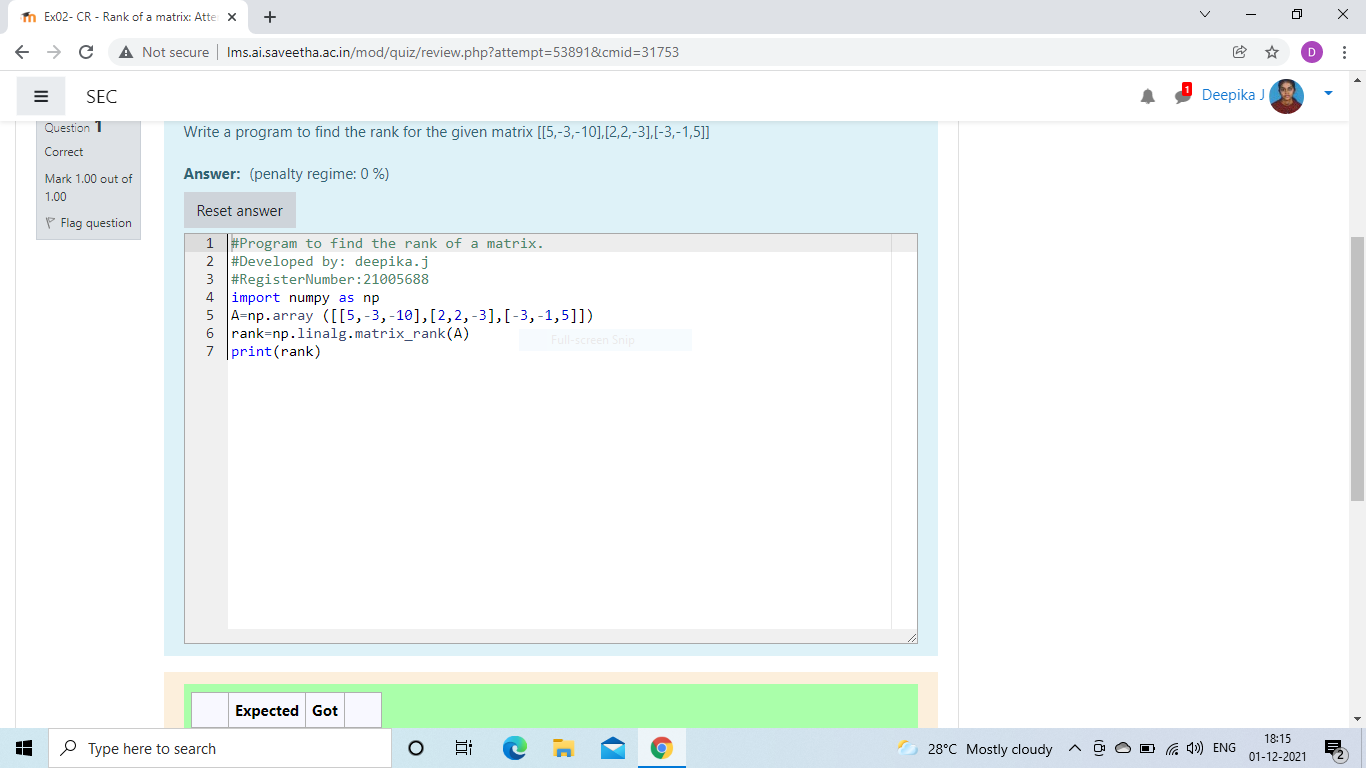 Ex02- CR - Rank of a matrix: Atte
Not secure | lms.ai.saveetha.ac.in/mod/quiz/review.php?attempt=53891&cmid=31753
D
SEC
1
Deepika J
Question 1
Correct
Mark 1.00 out of
1.00
Flag question
Write a program to find the rank for the given matrix [[5,-3,-10],[2,2,-3],[-3,-1,5]]
Answer: (penalty regime: 0 %)
Reset answer
1 #Program to find the rank of a matrix.
2 #Developed by: deepika.j
3 #RegisterNumber:21005688
4 import numpy as np
5 A=np.array ([[5,-3,-10],[2,2,-3],[-3,-1,5]])
6 rank=np.linalg.matrix_rank(A)
Full-screen Snip
7 print(rank)
Expected Got
Type here to search
28°C Mostly cloudy
ENG
18:15
01-12-2021
2